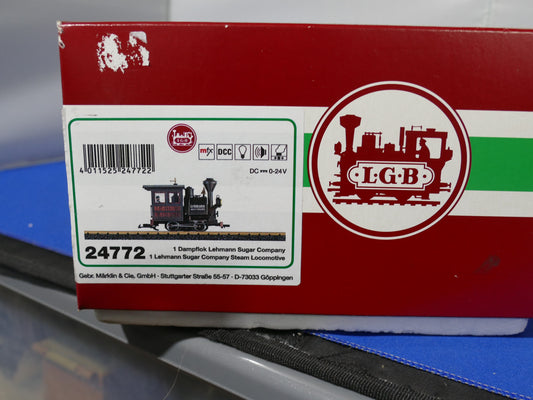 4 011525 247722
LGB
mfx DCC
DC 0-24V
·L·G·B·
24772
1 Dampflok Lehmann Sugar Company
1 Lehmann Sugar Company Steam Locomotive
Gebr. Märklin & Cie, GmbH - Stuttgarter Straße 55-57 - D-73033 Göppingen